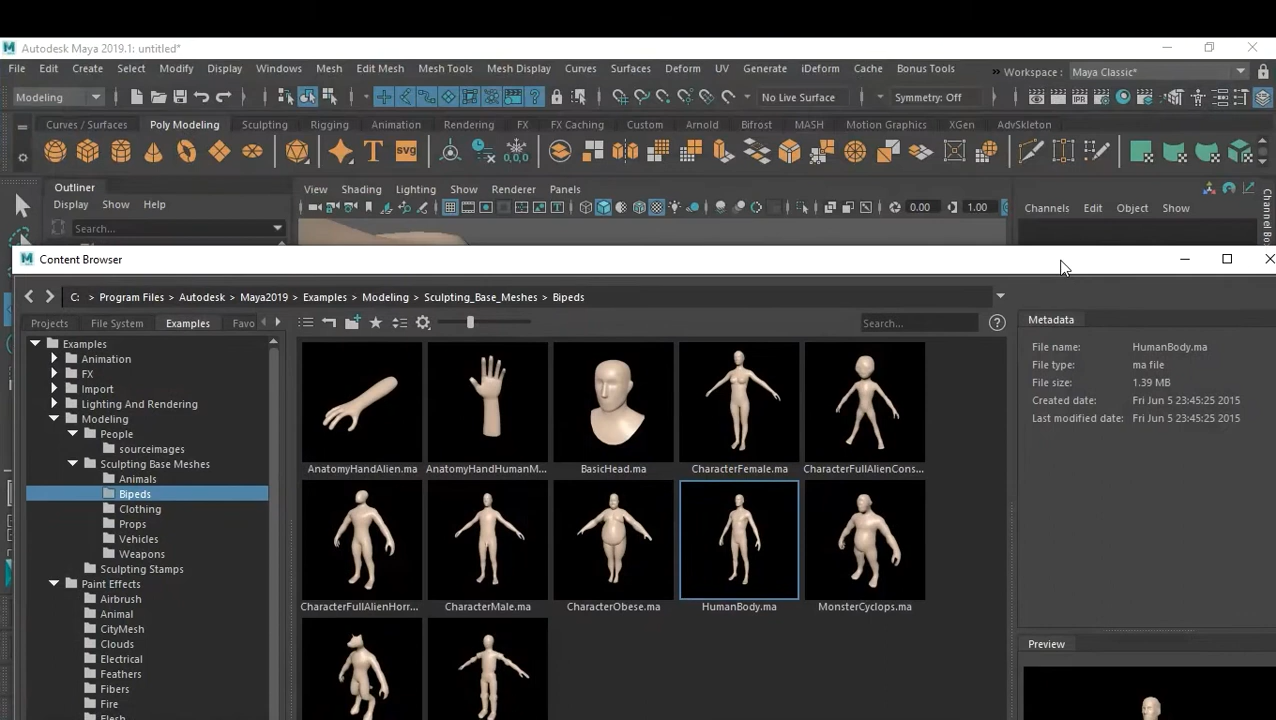 Autodesk Maya 2019.1: untitled*
File Edit Create Select Modify Display Windows Mesh Edit Mesh Mesh Tools Mesh Display Curves Surfaces Deform UV Generate iDeform Cache Bonus Tools » Workspace: Maya Classic*
Modeling No Live Surface Symmetry: Off IPR
Curves / Surfaces Poly Modeling Sculpting Rigging Animation Rendering FX FX Caching Custom Arnold Bifrost MASH Motion Graphics XGen AdvSkeleton
T svg 0,0,0
Outliner View Shading Lighting Show Renderer Panels
Display Show Help 0.00 1.00 Channels Edit Object Show
Search...
Channel Box
Content Browser
C: > Program Files > Autodesk > Maya2019 > Examples > Modeling > Sculpting_Base_Meshes > Bipeds
Projects File System Examples Favo Search... Metadata
Examples
Animation
FX
Import
Lighting And Rendering
Modeling
People
sourceimages
Sculpting Base Meshes
Animals
Bipeds
Clothing
Props
Vehicles
Weapons
Sculpting Stamps
Paint Effects
Airbrush
Animal
CityMesh
Clouds
Electrical
Feathers
Fibers
Fire
Flesh
AnatomyHandAlien.ma AnatomyHandHumanM... BasicHead.ma CharacterFemale.ma CharacterFullAlienCons...
CharacterFullAlienHorr... CharacterMale.ma CharacterObese.ma HumanBody.ma MonsterCyclops.ma
File name: HumanBody.ma
File type: ma file
File size: 1.39 MB
Created date: Fri Jun 5 23:45:25 2015
Last modified date: Fri Jun 5 23:45:25 2015
Preview